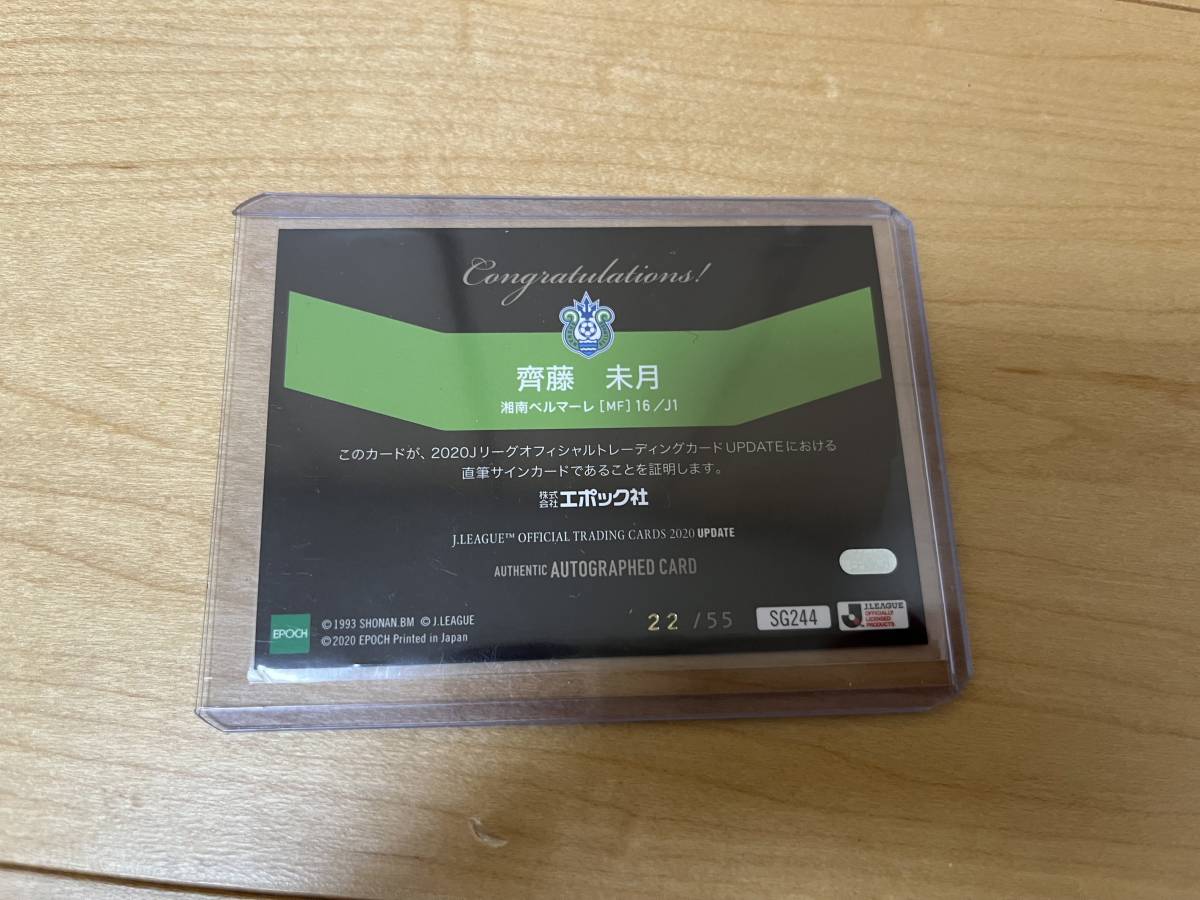 Congratulations!
齊藤　未月
湘南ベルマーレ [MF] 16/J1
このカードが、2020Jリーグオフィシャルトレーディングカード UPDATEにおける
直筆サインカードであることを証明します。
株式会社エポック社
J.LEAGUE™ OFFICIAL TRADING CARDS 2020 UPDATE
AUTHENTIC AUTOGRAPHED CARD
22 /55
SG244
J.LEAGUE
OFFICIALLY
LICENSED
PRODUCTS
EPOCH
©1993 SHONAN.BM ©J.LEAGUE
©2020 EPOCH Printed in Japan